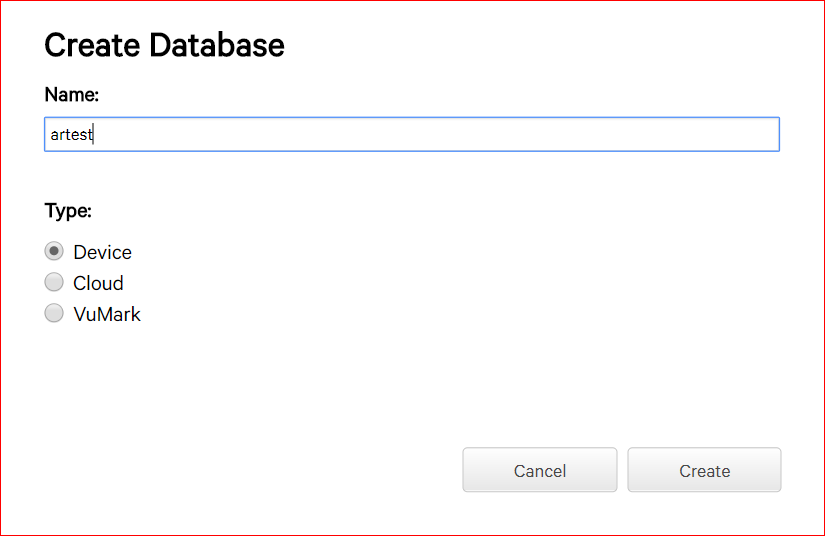 Create Database
Name:
artest
Type:
Device
Cloud
VuMark
Cancel Create